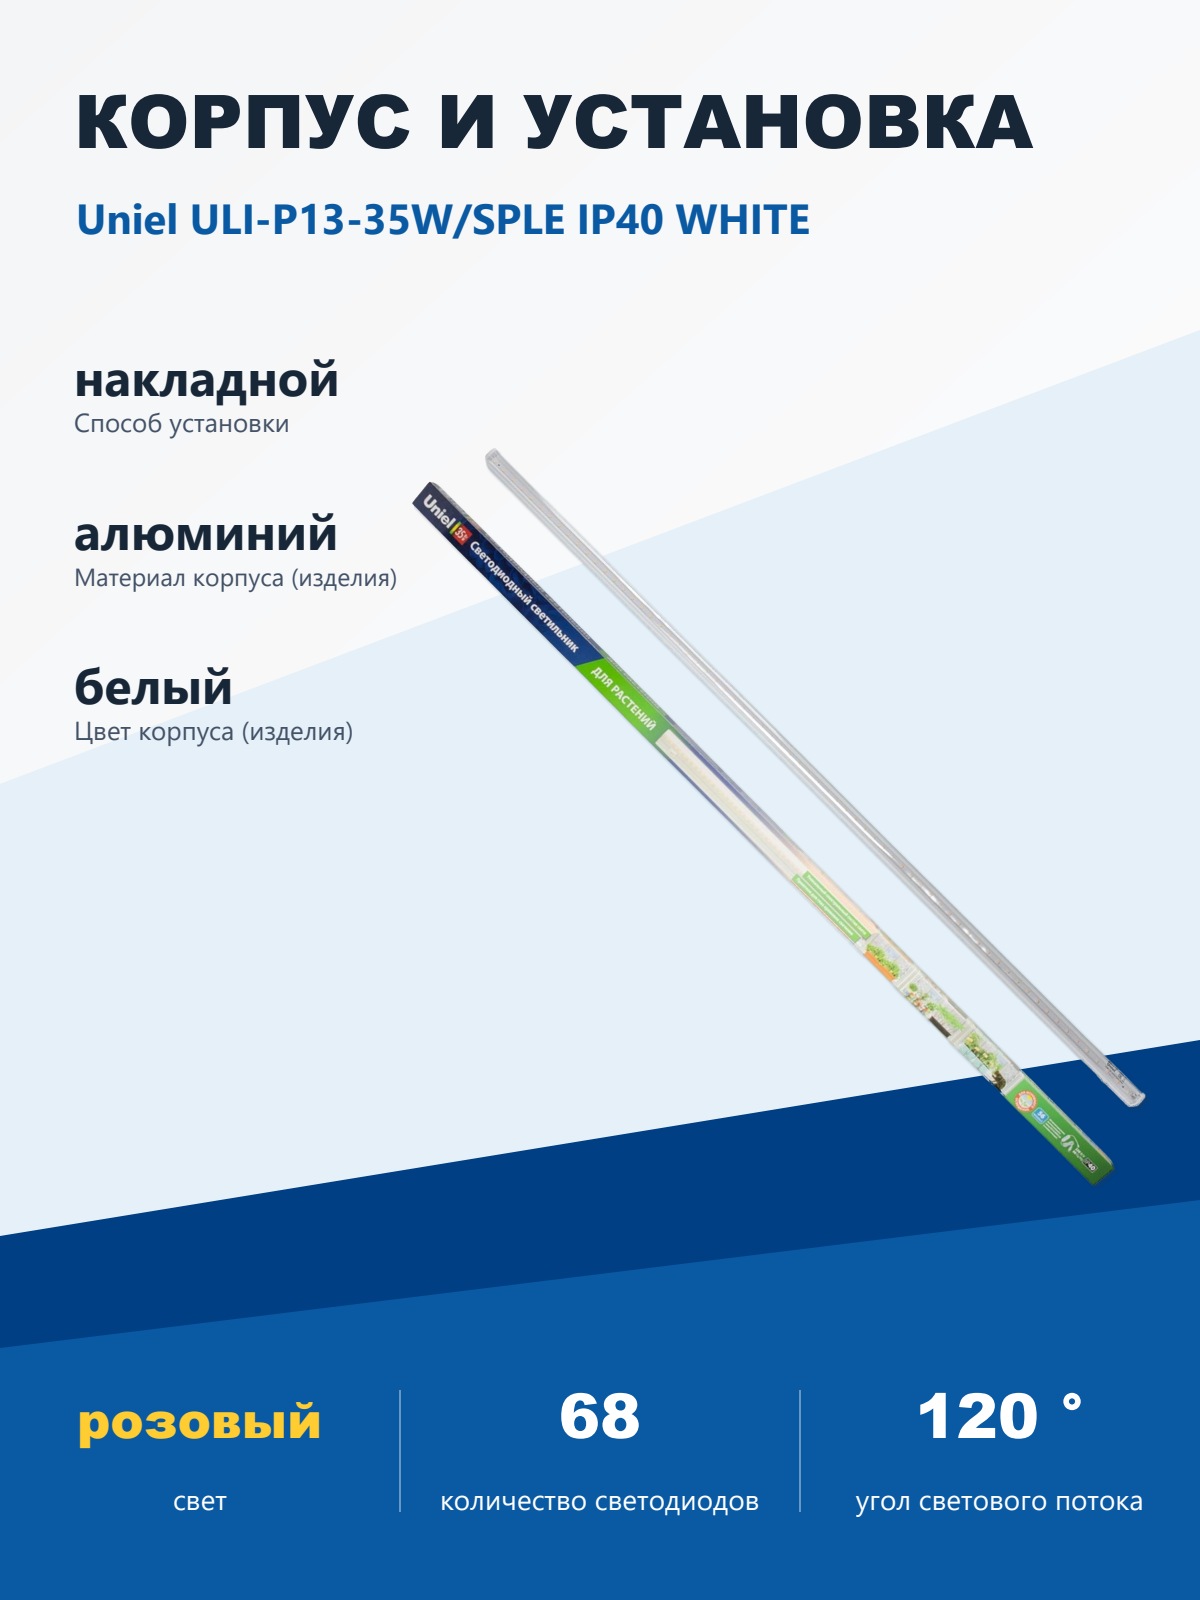 КОРПУС И УСТАНОВКА
Uniel ULI-P13-35W/SPLE IP40 WHITE
накладной
Способ установки
алюминий
Материал корпуса (изделия)
белый
Цвет корпуса (изделия)
Uniel
Светодиодный светильник
ДЛЯ РАСТЕНИЙ
розовый
свет
68
количество светодиодов
120 °
угол светового потока